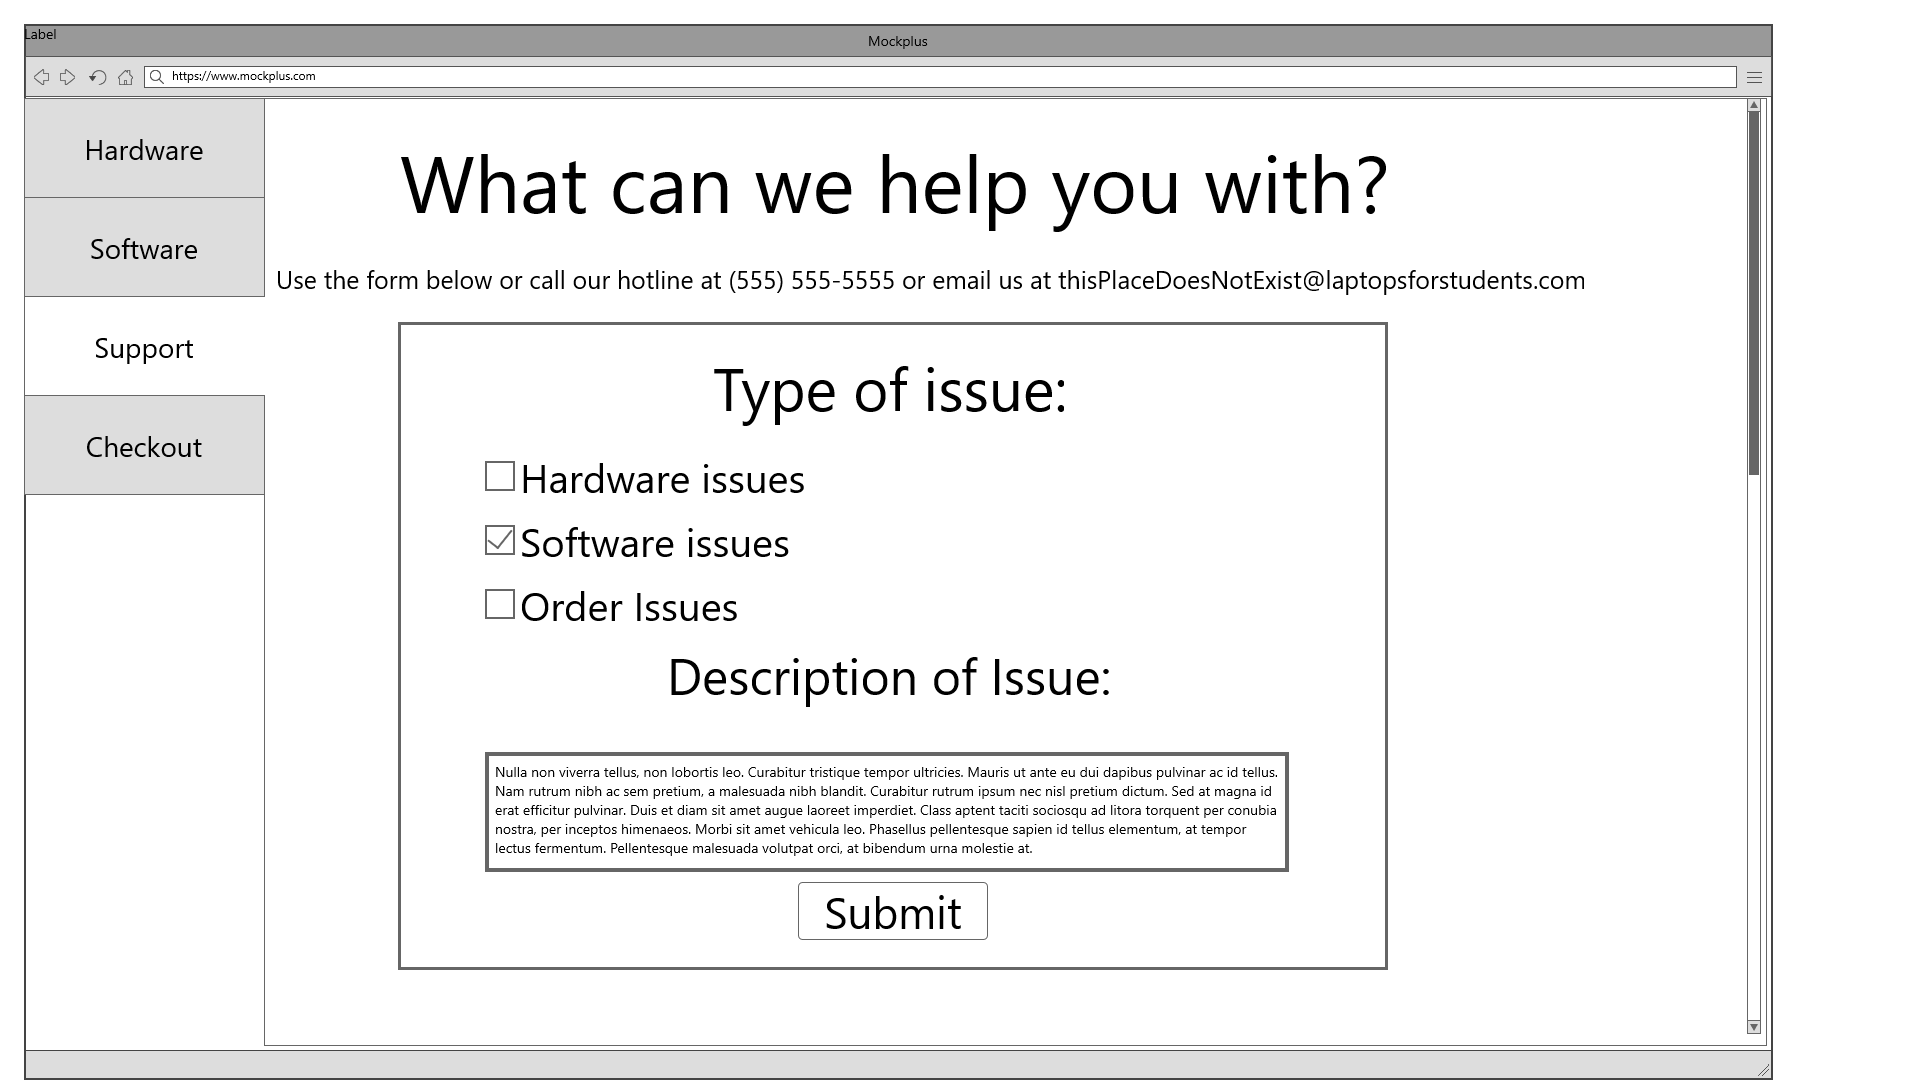 Label
Mockplus
https://www.mockplus.com
Hardware
Software
Support
Checkout
What can we help you with?
Use the form below or call our hotline at (555) 555-5555 or email us at thisPlaceDoesNotExist@laptopsforstudents.com
Type of issue:
Hardware issues
Software issues
Order Issues
Description of Issue:
Nulla non viverra tellus, non lobortis leo. Curabitur tristique tempor ultricies. Mauris ut ante eu dui dapibus pulvinar ac id tellus.
Nam rutrum nibh ac sem pretium, a malesuada nibh blandit. Curabitur rutrum ipsum nec nisl pretium dictum. Sed at magna id
erat efficitur pulvinar. Duis et diam sit amet augue laoreet imperdiet. Class aptent taciti sociosqu ad litora torquent per conubia
nostra, per inceptos himenaeos. Morbi sit amet vehicula leo. Phasellus pellentesque sapien id tellus elementum, at tempor
lectus fermentum. Pellentesque malesuada volutpat orci, at bibendum urna molestie at.
Submit